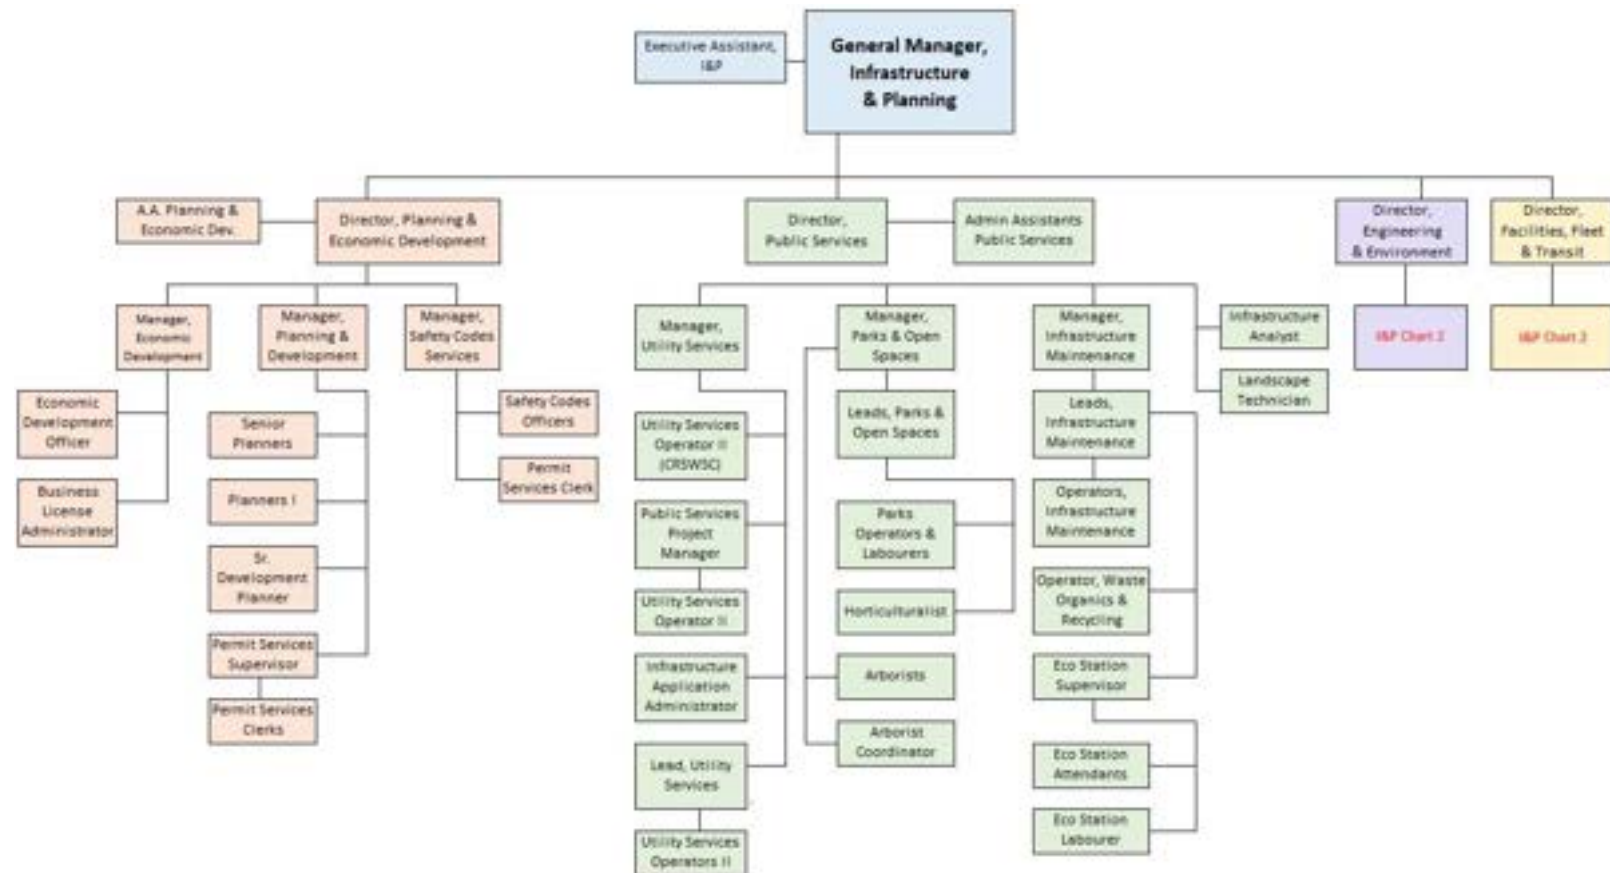 Executive Assistant,
I&P
General Manager,
Infrastructure
& Planning
A.A. Planning &
Economic Dev.
Director, Planning &
Economic Development
Director,
Public Services
Admin Assistants
Public Services
Director,
Engineering
& Environment
Director,
Facilities, Fleet
& Transit
Manager,
Economic
Development
Manager,
Planning &
Development
Manager,
Safety Codes
Services
Manager,
Utility Services
Manager,
Parks & Open
Spaces
Manager,
Infrastructure
Maintenance
Infrastructure
Analyst
Landscape
Technician
I&P Chart 2
I&P Chart 3
Economic
Development
Officer
Business
License
Administrator
Senior
Planners
Planners I
Sr.
Development
Planner
Permit Services
Supervisor
Permit Services
Clerks
Safety Codes
Officers
Permit
Services Clerk
Utility Services
Operator II
(CRSWSC)
Public Services
Project
Manager
Utility Services
Operator II
Infrastructure
Application
Administrator
Lead, Utility
Services
Utility Services
Operators II
Leads, Parks &
Open Spaces
Parks
Operators &
Labourers
Horticulturalist
Arborists
Arborist
Coordinator
Leads,
Infrastructure
Maintenance
Operators,
Infrastructure
Maintenance
Operator, Waste
Organics &
Recycling
Eco Station
Supervisor
Eco Station
Attendants
Eco Station
Labourer